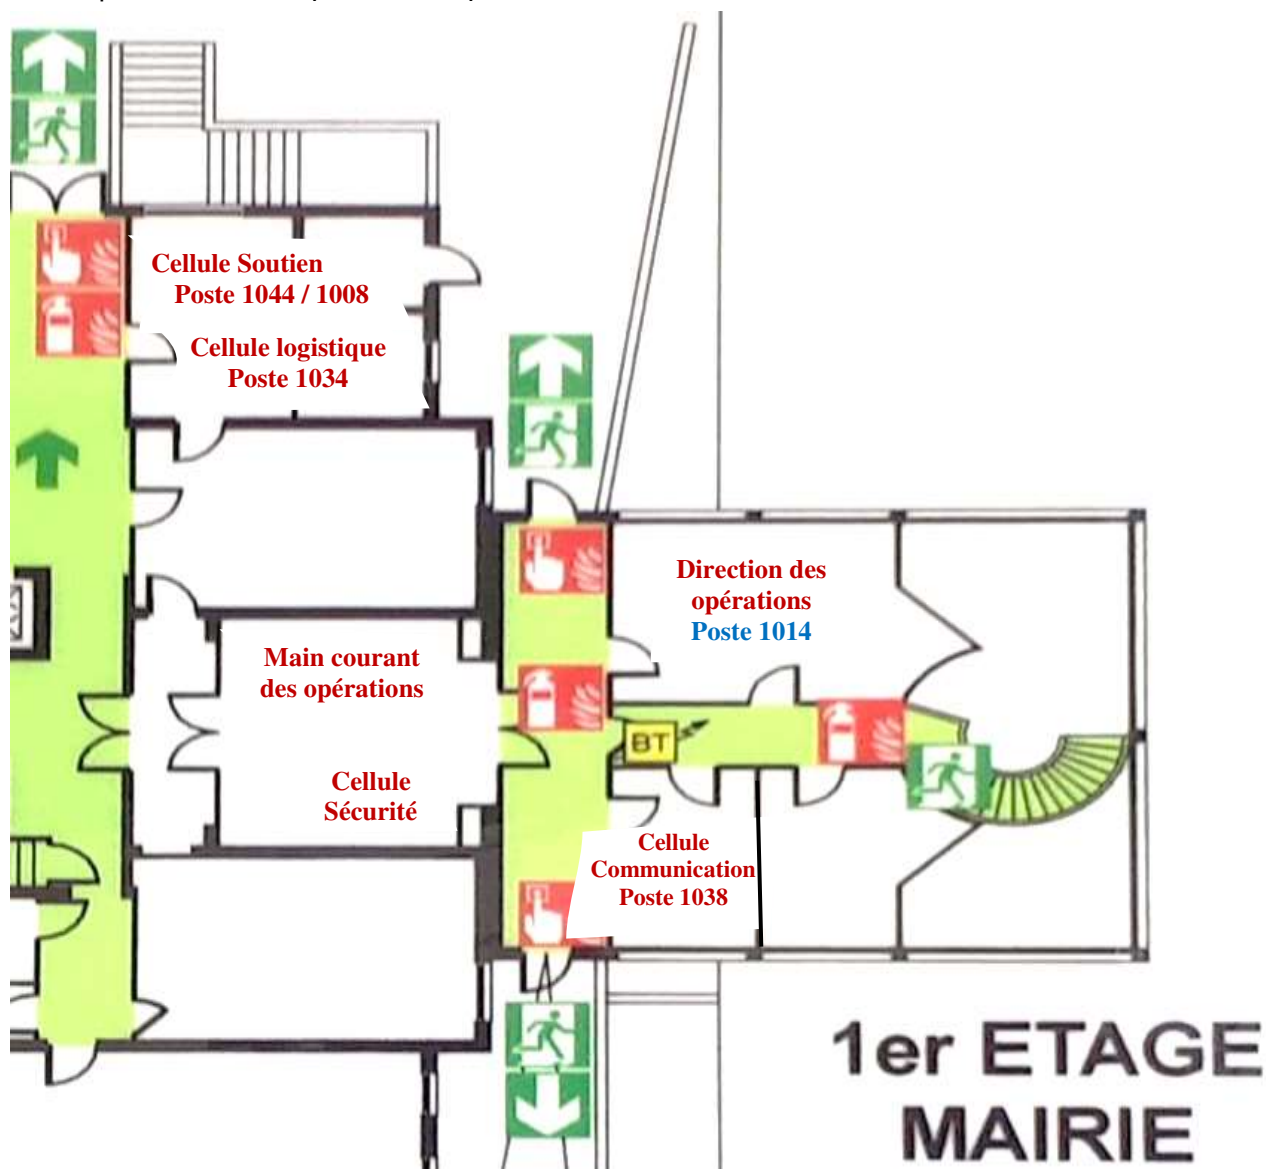 Cellule Soutien
Poste 1044 / 1008
Cellule logistique
Poste 1034
Direction des
opérations
Poste 1014
Main courant
des opérations
BT
Cellule
Sécurité
Cellule
Communication
Poste 1038
1er ETAGE
MAIRIE